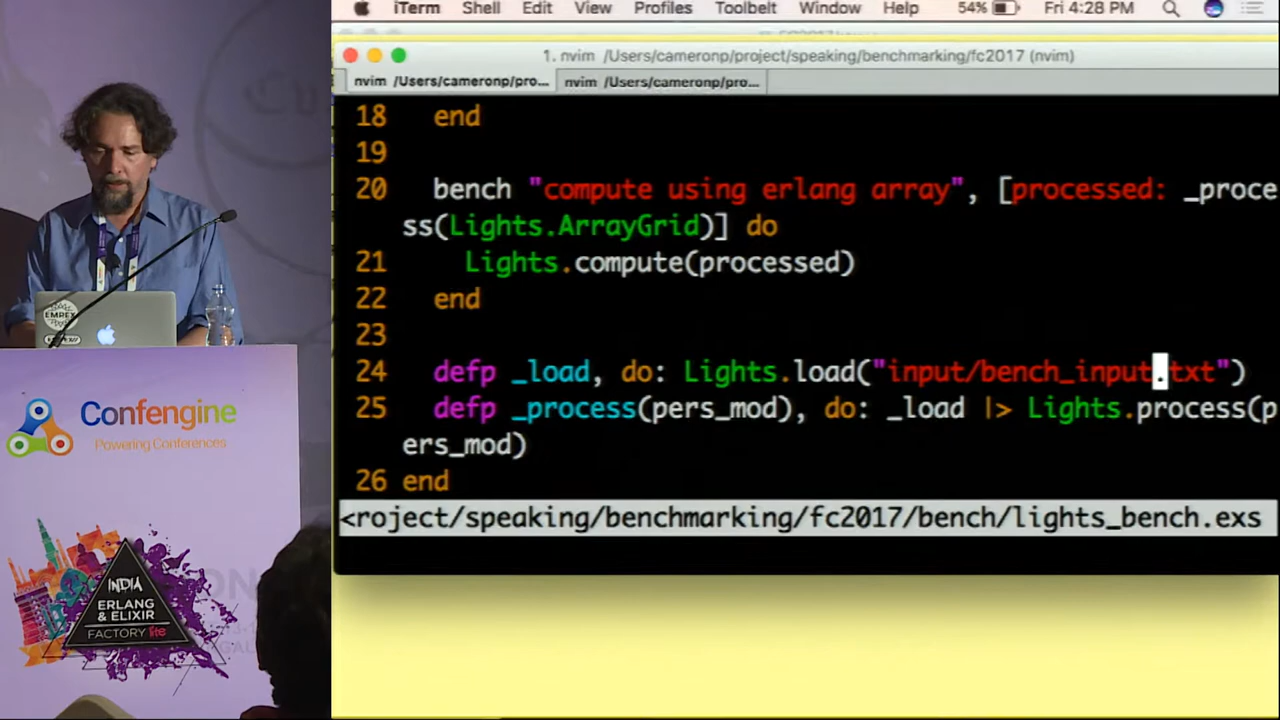 iTerm Shell Edit View Profiles Toolbelt Window Help 54% Fri 4:28 PM
1. nvim /Users/cameronp/project/speaking/benchmarking/fc2017 (nvim)
nvim /Users/cameronp/pro... nvim /Users/cameronp/pro...
18 end
19
20 bench "compute using erlang array", [processed: _proce
ss(Lights.ArrayGrid)] do
21 Lights.compute(processed)
22 end
23
24 defp _load, do: Lights.load("input/bench_input.txt")
25 defp _process(pers_mod), do: _load |> Lights.process(p
ers_mod)
26 end
<roject/speaking/benchmarking/fc2017/bench/lights_bench.exs
EMPEX
Confengine
Powering Conferences
INDIA
ERLANG
& ELIXIR
FACTORY lite